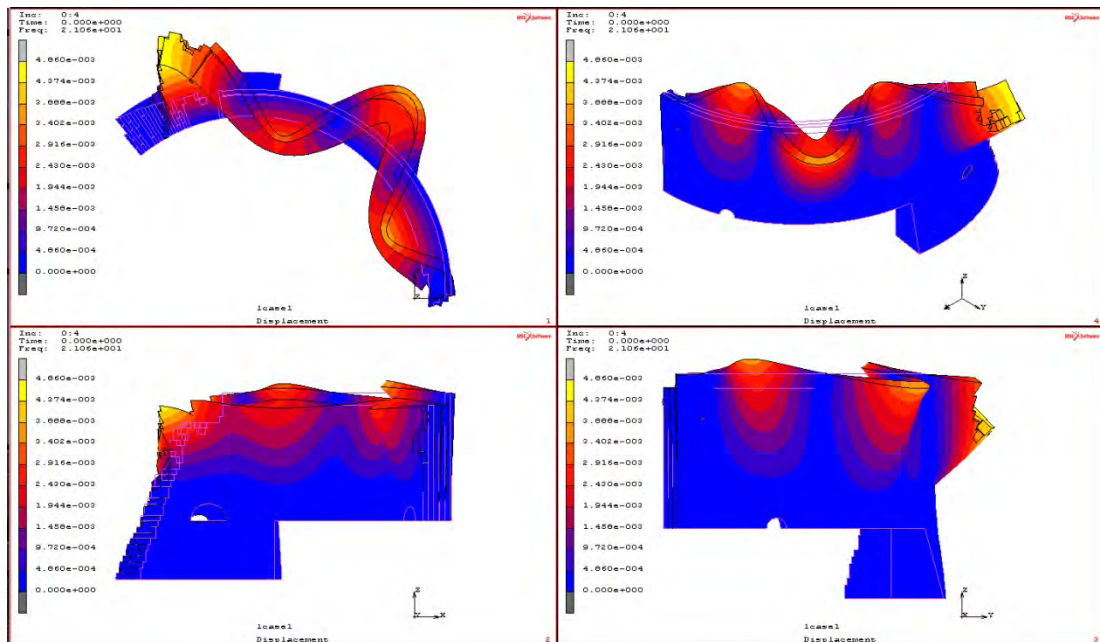 Inc: 0:4
Time: 0.000e+000
Freq: 2.106e+001
4.860e-003
4.374e-003
3.888e-003
3.402e-003
2.916e-003
2.430e-003
1.944e-003
1.458e-003
9.720e-004
4.860e-004
0.000e+000
lcase1
Displacement
1
Inc: 0:4
Time: 0.000e+000
Freq: 2.106e+001
4.860e-003
4.374e-003
3.888e-003
3.402e-003
2.916e-003
2.430e-003
1.944e-003
1.458e-003
9.720e-004
4.860e-004
0.000e+000
Z
X Y
lcase1
Displacement
4
Inc: 0:4
Time: 0.000e+000
Freq: 2.106e+001
4.860e-003
4.374e-003
3.888e-003
3.402e-003
2.916e-003
2.430e-003
1.944e-003
1.458e-003
9.720e-004
4.860e-004
0.000e+000
Z
Y X
lcase1
Displacement
2
Inc: 0:4
Time: 0.000e+000
Freq: 2.106e+001
4.860e-003
4.374e-003
3.888e-003
3.402e-003
2.916e-003
2.430e-003
1.944e-003
1.458e-003
9.720e-004
4.860e-004
0.000e+000
Z
X Y
lcase1
Displacement
3